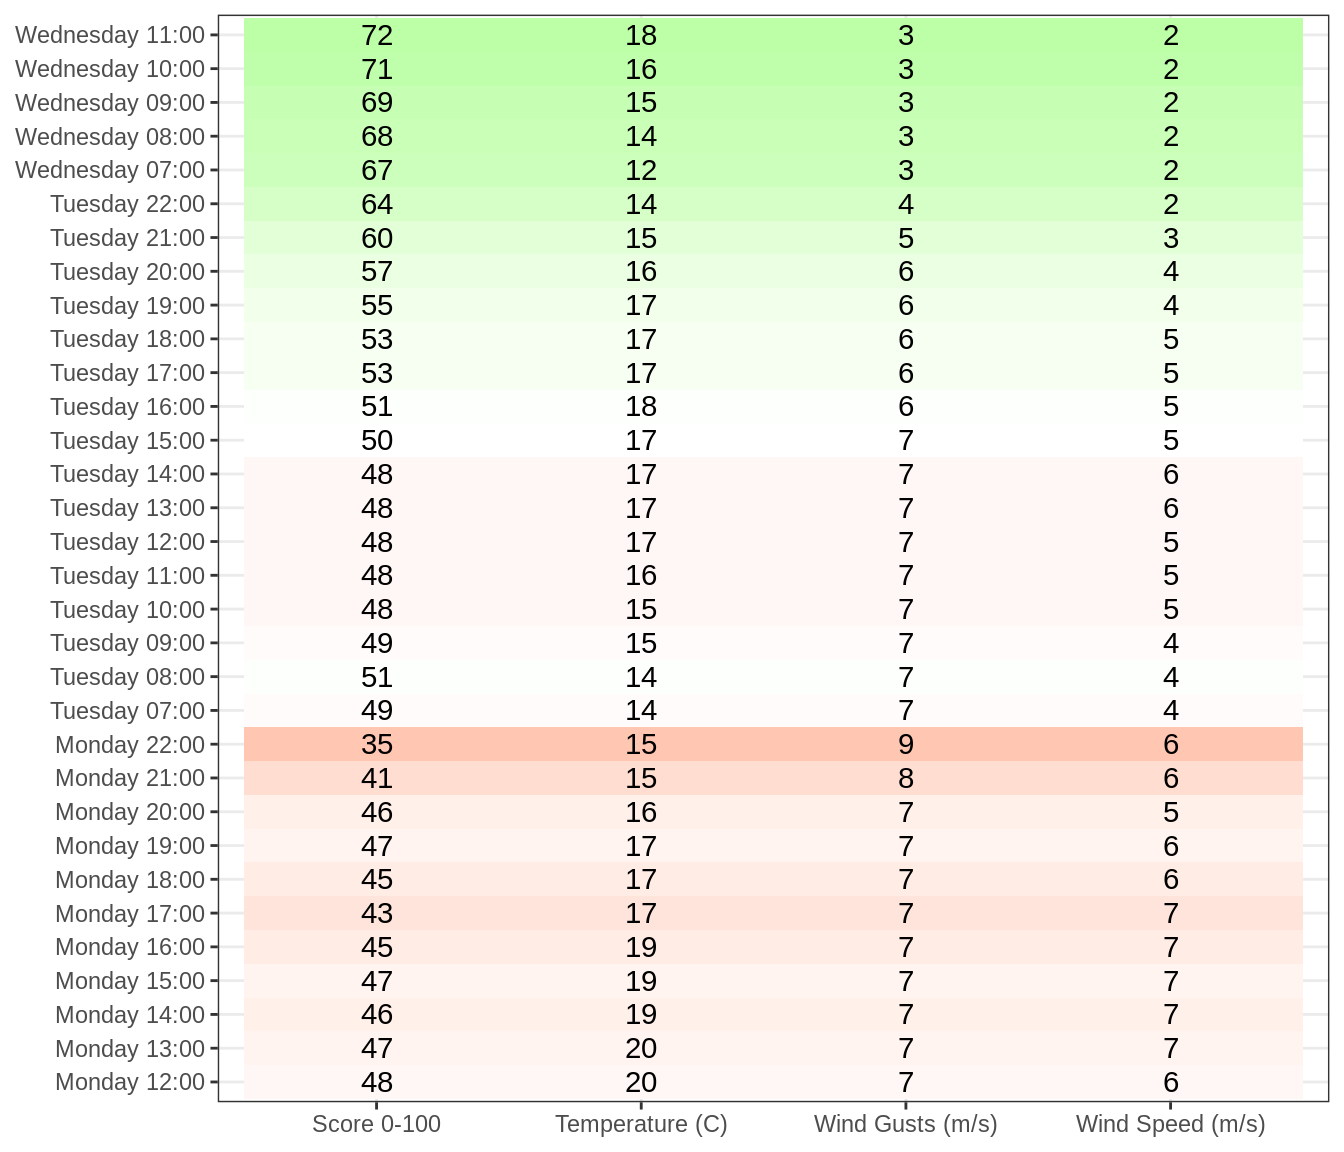 Wednesday 11:00 72 18 3 2
Wednesday 10:00 71 16 3 2
Wednesday 09:00 69 15 3 2
Wednesday 08:00 68 14 3 2
Wednesday 07:00 67 12 3 2
Tuesday 22:00 64 14 4 2
Tuesday 21:00 60 15 5 3
Tuesday 20:00 57 16 6 4
Tuesday 19:00 55 17 6 4
Tuesday 18:00 53 17 6 5
Tuesday 17:00 53 17 6 5
Tuesday 16:00 51 18 6 5
Tuesday 15:00 50 17 7 5
Tuesday 14:00 48 17 7 6
Tuesday 13:00 48 17 7 6
Tuesday 12:00 48 17 7 5
Tuesday 11:00 48 16 7 5
Tuesday 10:00 48 15 7 5
Tuesday 09:00 49 15 7 4
Tuesday 08:00 51 14 7 4
Tuesday 07:00 49 14 7 4
Monday 22:00 35 15 9 6
Monday 21:00 41 15 8 6
Monday 20:00 46 16 7 5
Monday 19:00 47 17 7 6
Monday 18:00 45 17 7 6
Monday 17:00 43 17 7 7
Monday 16:00 45 19 7 7
Monday 15:00 47 19 7 7
Monday 14:00 46 19 7 7
Monday 13:00 47 20 7 7
Monday 12:00 48 20 7 6
Score 0-100 Temperature (C) Wind Gusts (m/s) Wind Speed (m/s)